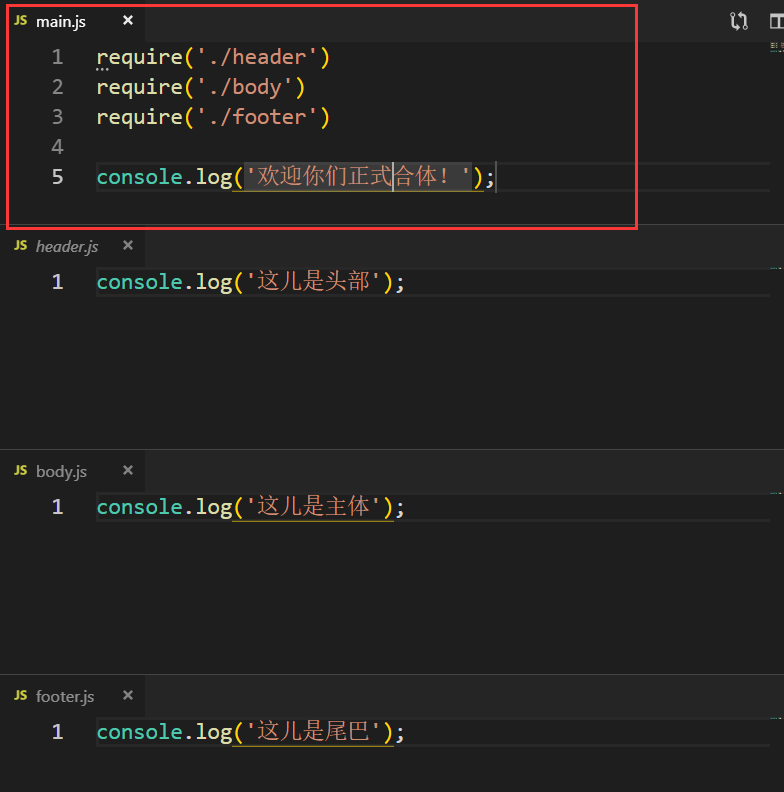 JS main.js ×
1 require('./header')
2 require('./body')
3 require('./footer')
4
5 console.log('欢迎你们正式合体！');
JS header.js ×
1 console.log('这儿是头部');
JS body.js ×
1 console.log('这儿是主体');
JS footer.js ×
1 console.log('这儿是尾巴');